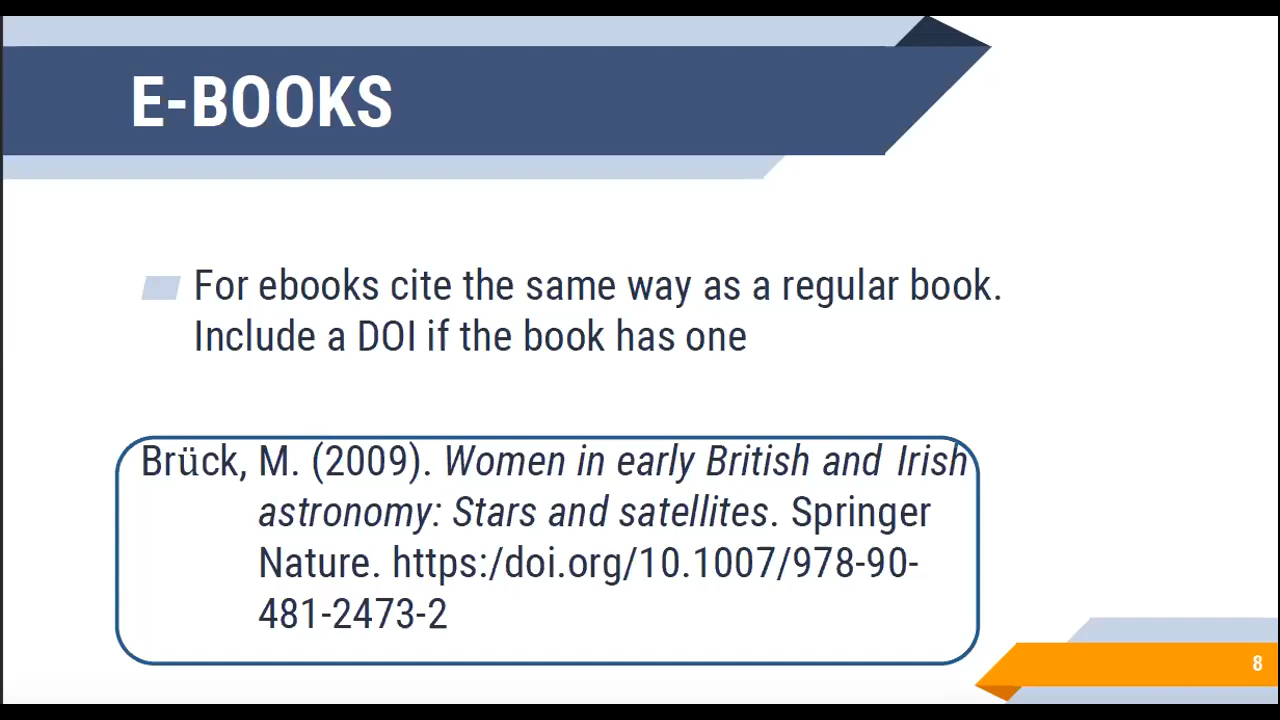 E-BOOKS
For ebooks cite the same way as a regular book.
Include a DOI if the book has one
Brück, M. (2009). Women in early British and Irish
astronomy: Stars and satellites. Springer
Nature. https:/doi.org/10.1007/978-90-
481-2473-2
8